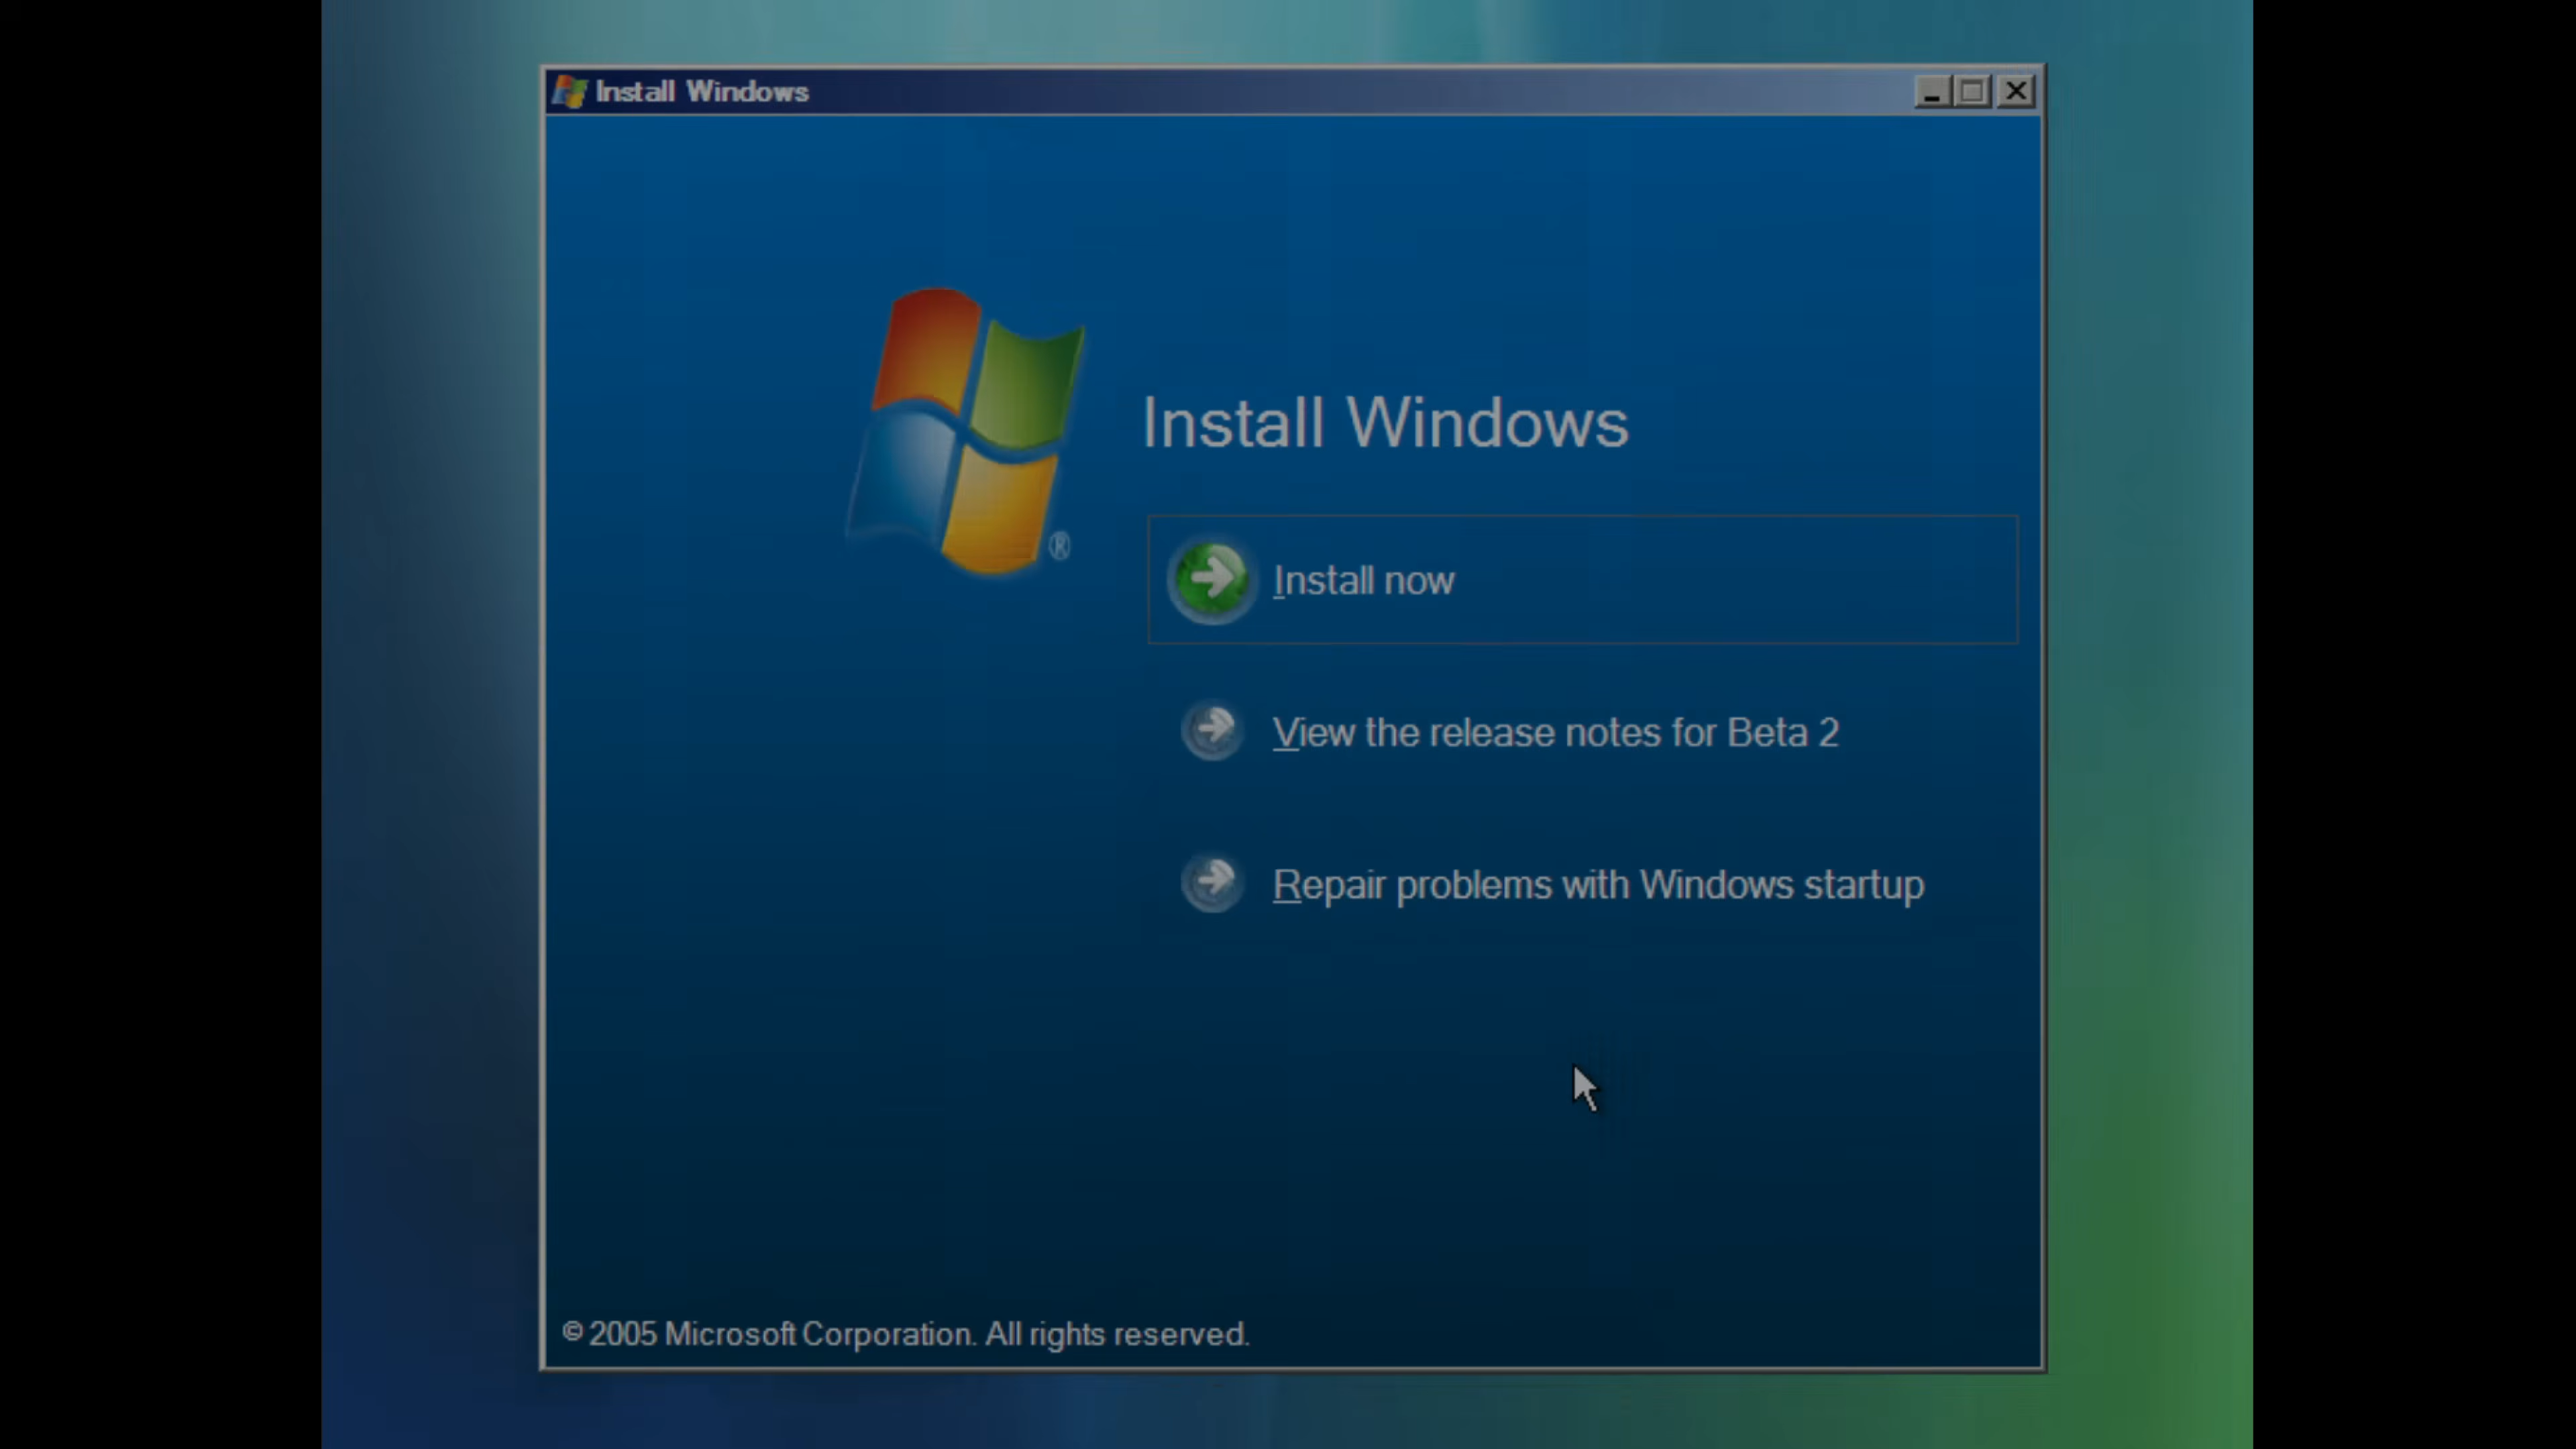 Install Windows
®
Install Windows
Install now
View the release notes for Beta 2
Repair problems with Windows startup
© 2005 Microsoft Corporation. All rights reserved.